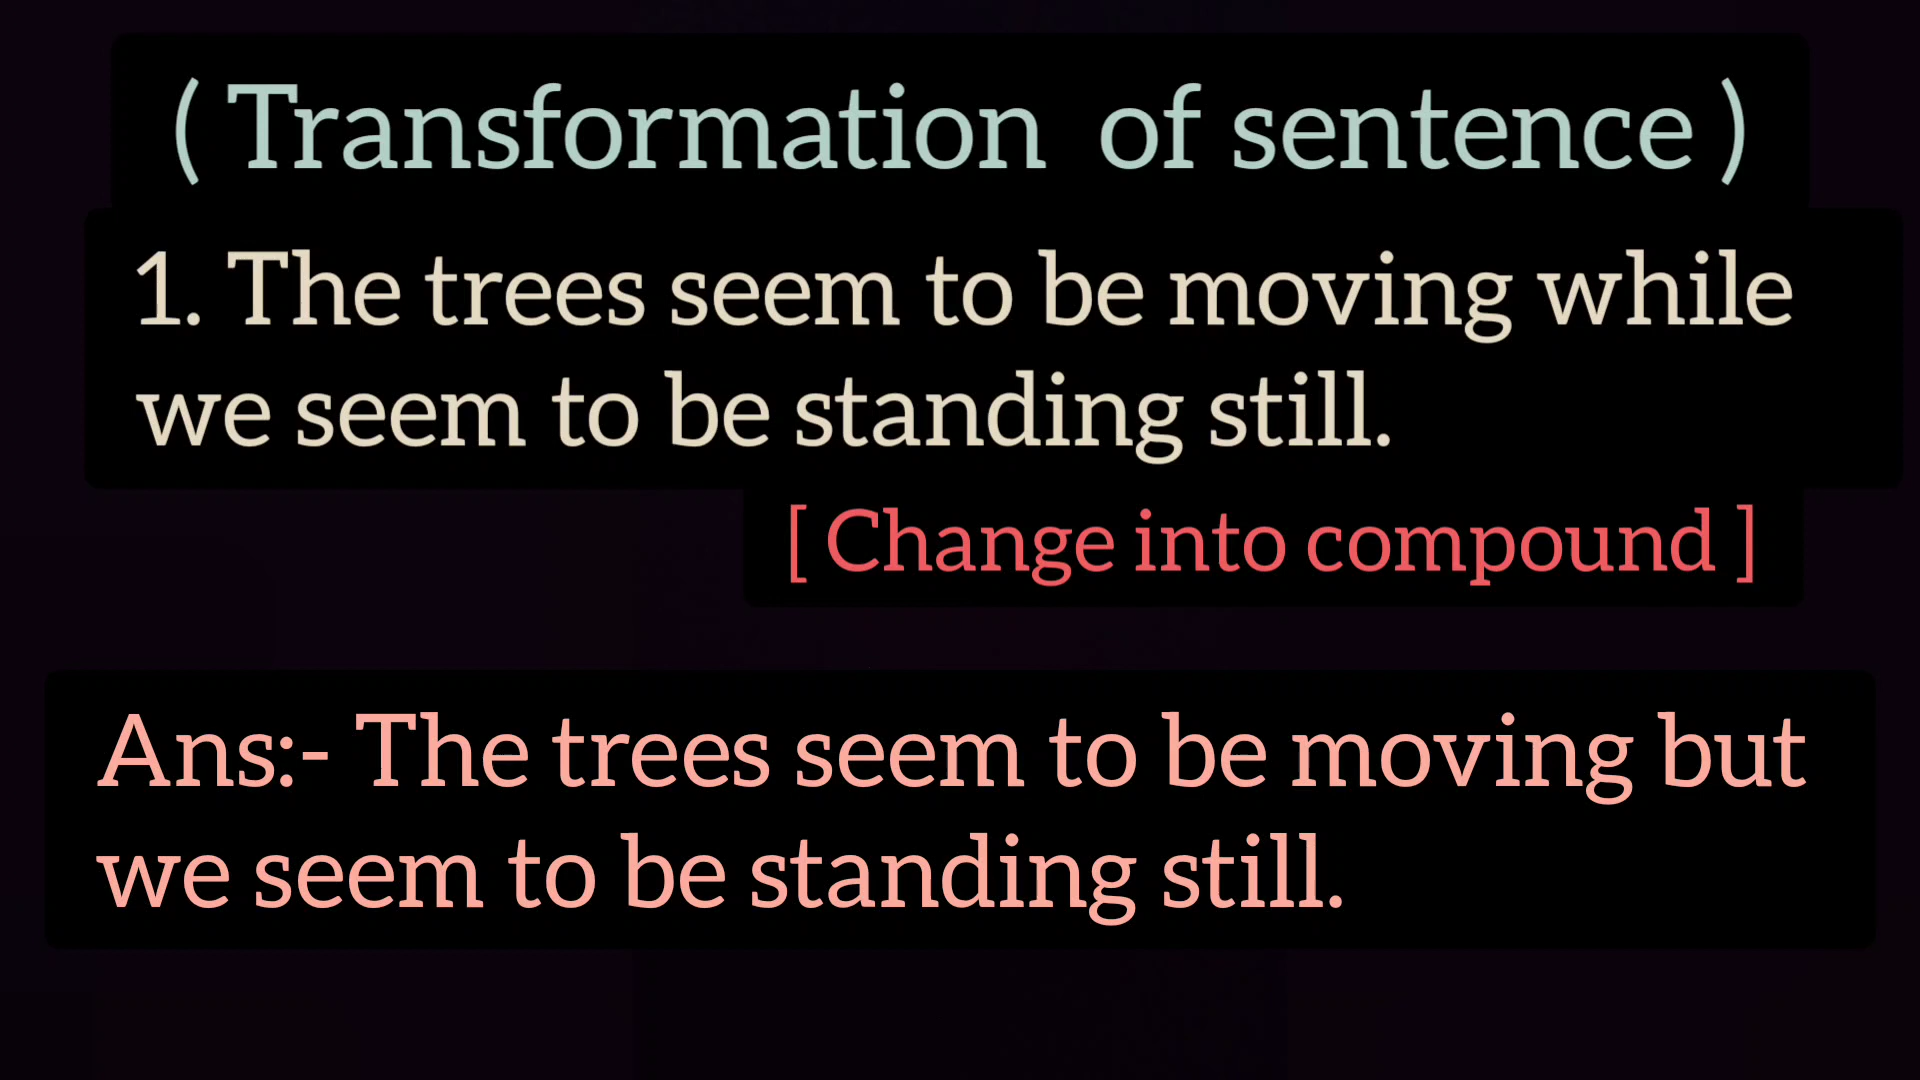 ( Transformation of sentence )
1. The trees seem to be moving while
we seem to be standing still.
[ Change into compound ]
Ans:- The trees seem to be moving but
we seem to be standing still.